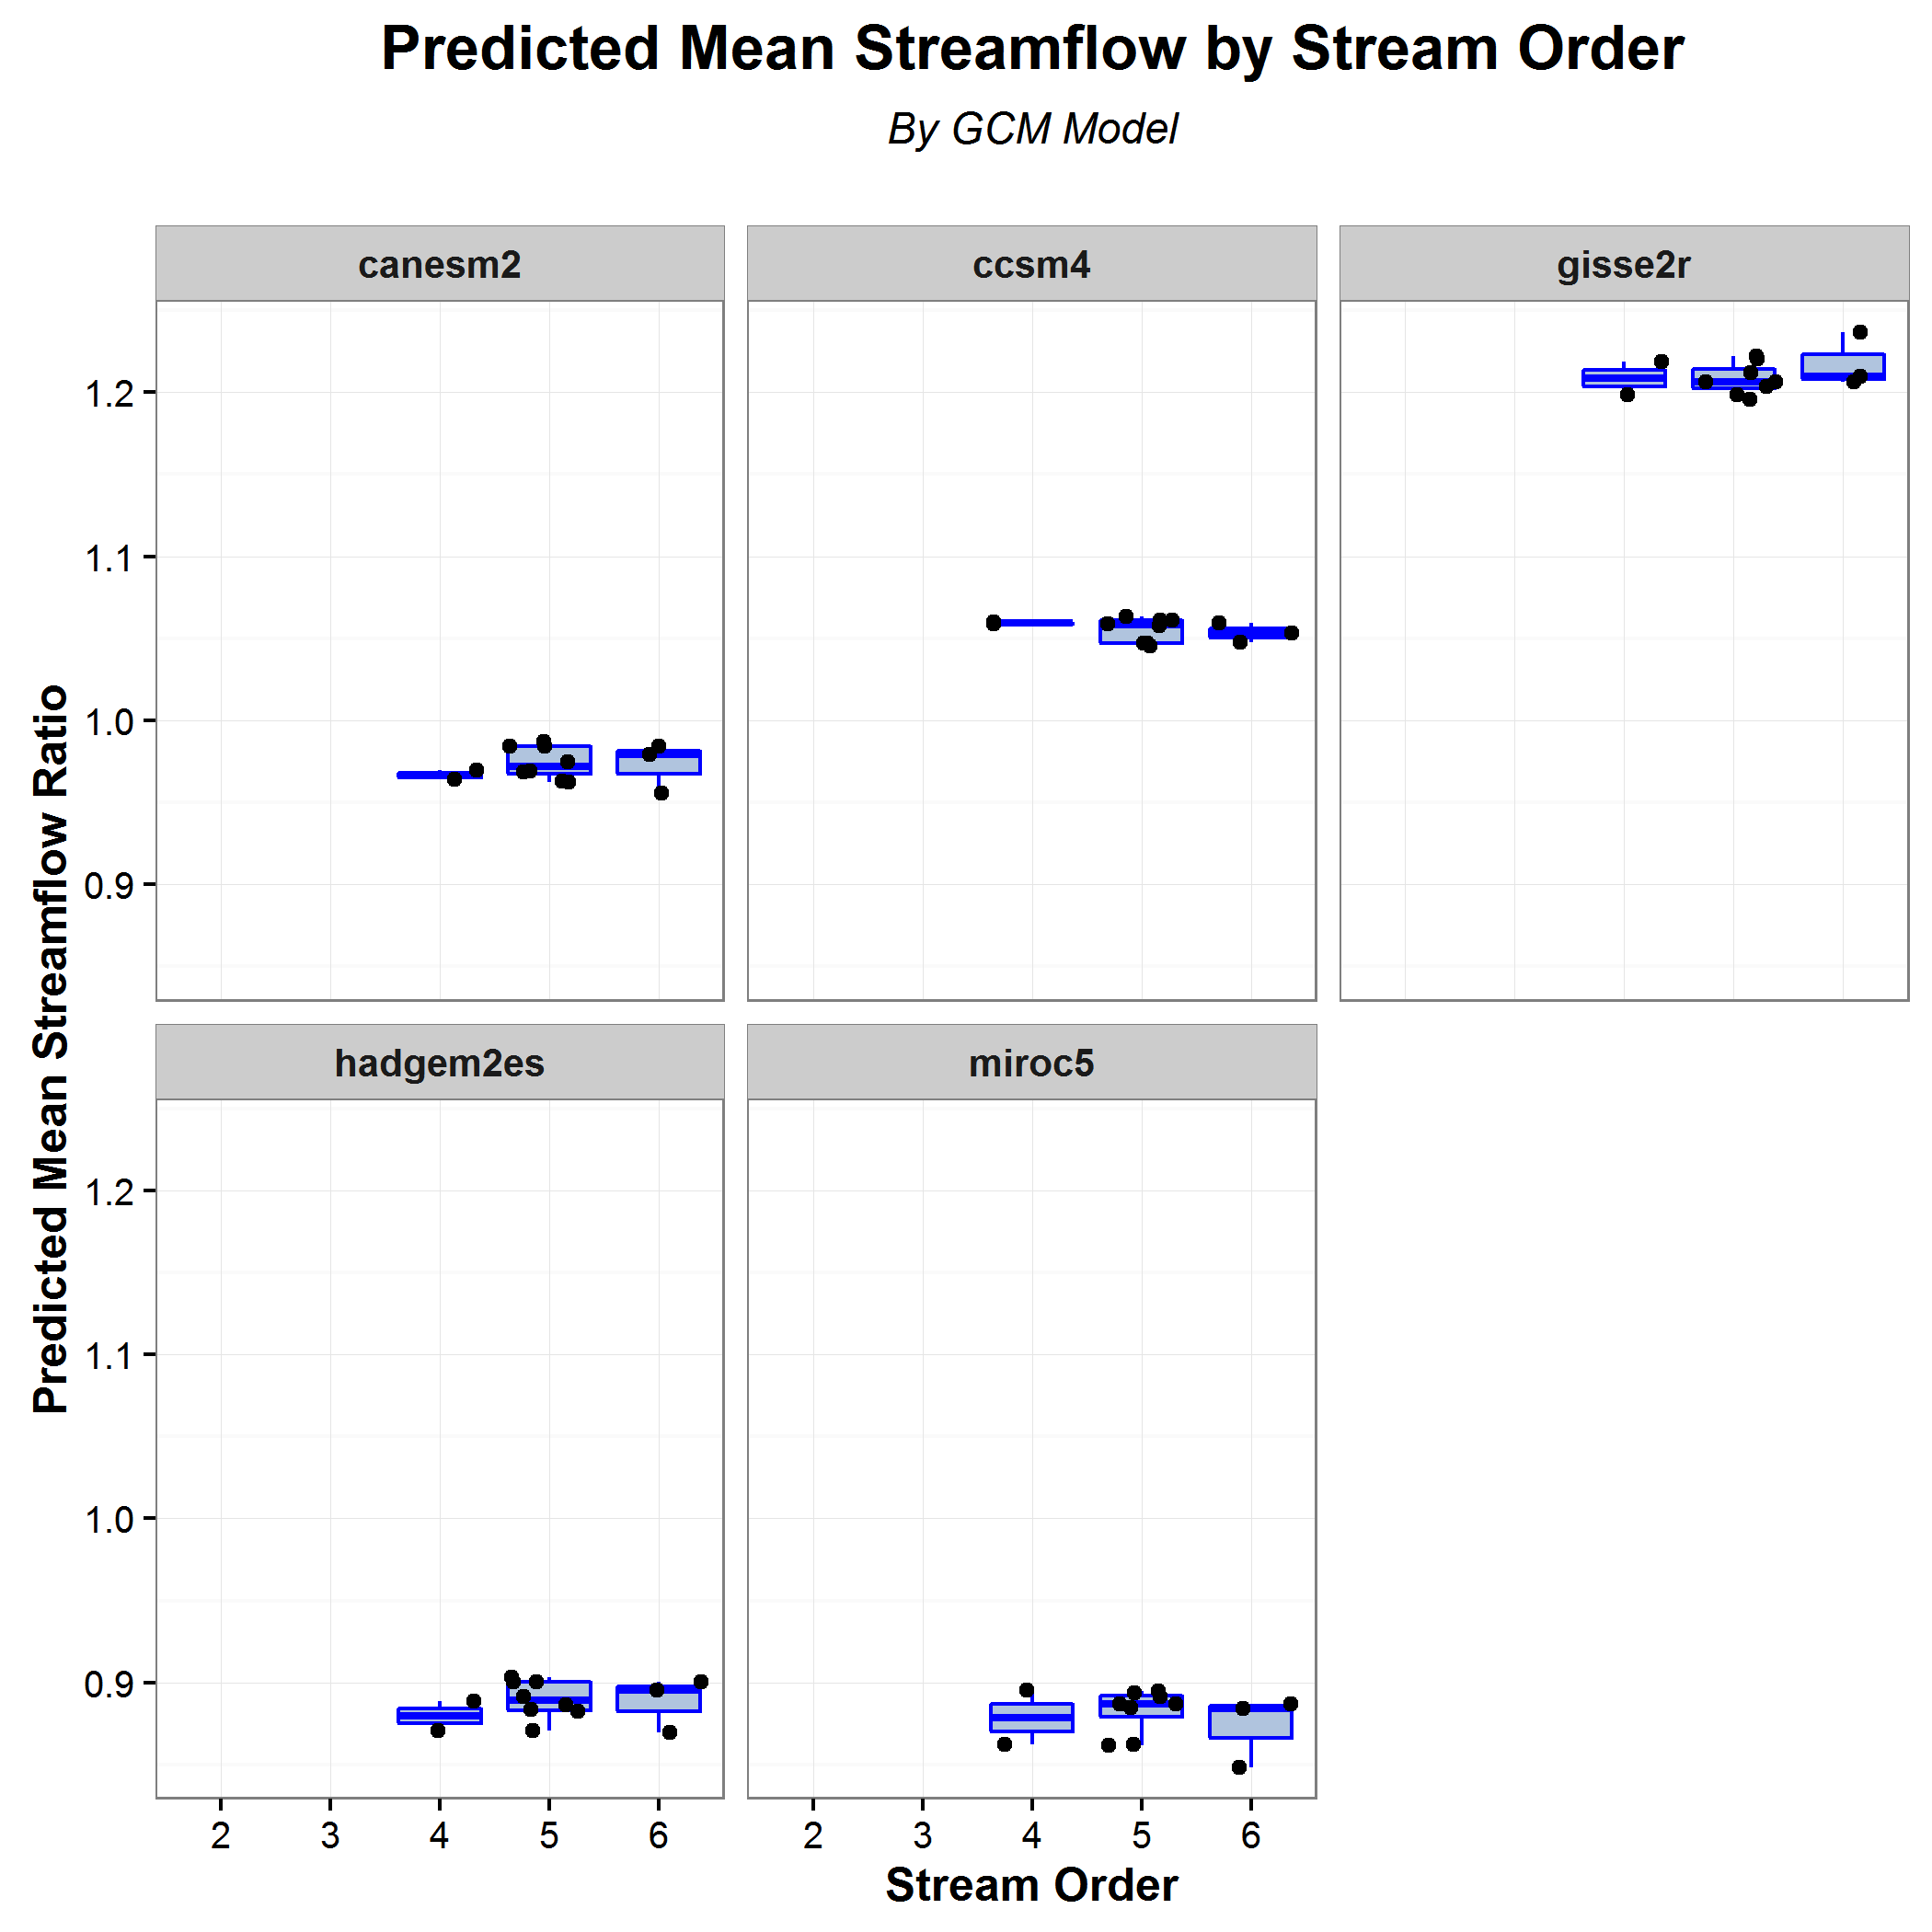 Predicted Mean Streamflow by Stream Order
By GCM Model
canesm2
ccsm4
gisse2r
1.2
1.1
1.0
0.9
Predicted Mean Streamflow Ratio
hadgem2es
miroc5
1.2
1.1
1.0
0.9
2 3 4 5 6
2 3 4 5 6
Stream Order